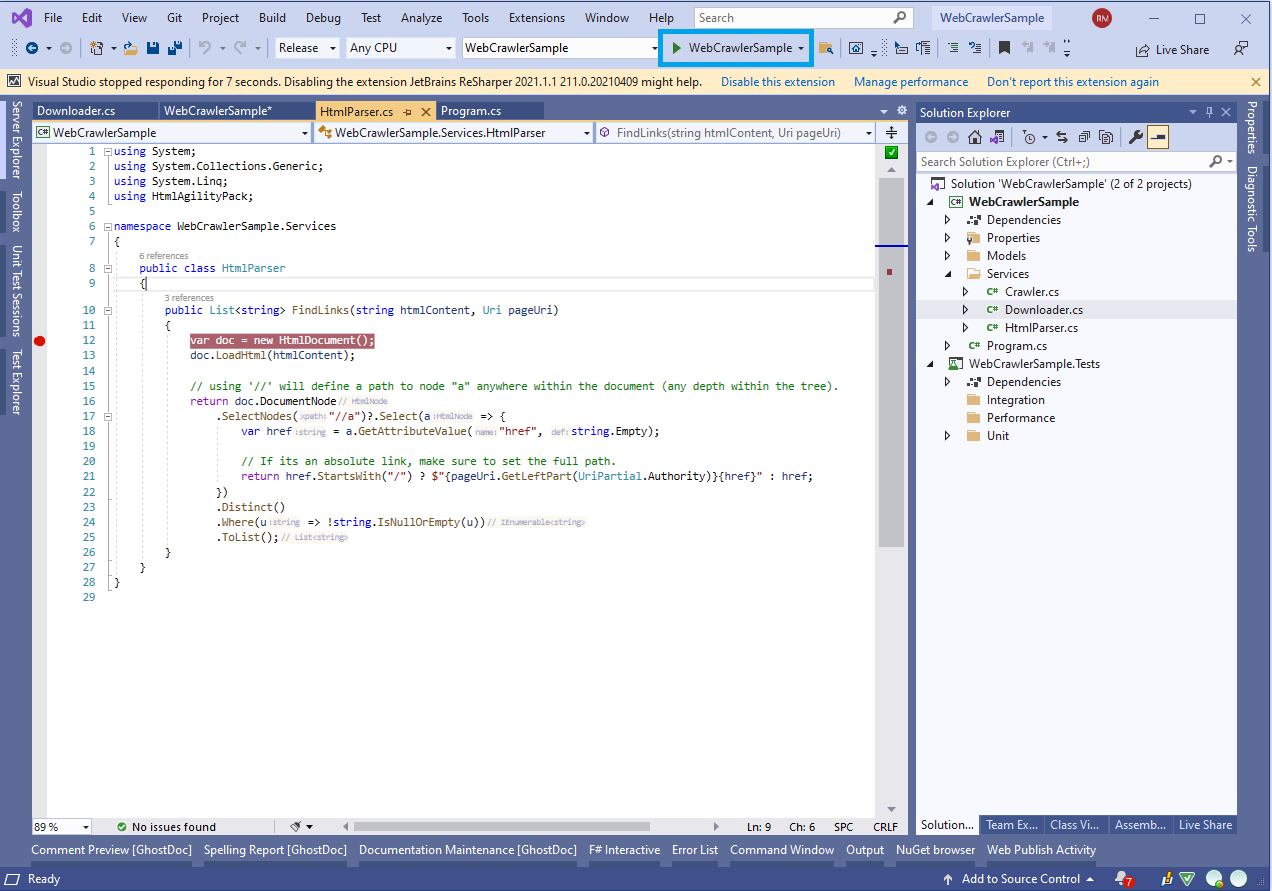 File Edit View Git Project Build Debug Test Analyze Tools Extensions Window Help Search WebCrawlerSample RM
Release Any CPU WebCrawlerSample WebCrawlerSample Live Share
Visual Studio stopped responding for 7 seconds. Disabling the extension JetBrains ReSharper 2021.1.1 211.0.20210409 might help. Disable this extension Manage performance Don't report this extension again
Server Explorer
Toolbox
Unit Test Sessions
Test Explorer
Downloader.cs WebCrawlerSample* HtmlParser.cs Program.cs
C# WebCrawlerSample WebCrawlerSample.Services.HtmlParser FindLinks(string htmlContent, Uri pageUri)
1 using System;
2 using System.Collections.Generic;
3 using System.Linq;
4 using HtmlAgilityPack;
5
6 namespace WebCrawlerSample.Services
7 {
6 references
8 public class HtmlParser
9 {
3 references
10 public List<string> FindLinks(string htmlContent, Uri pageUri)
11 {
12 var doc = new HtmlDocument();
13 doc.LoadHtml(htmlContent);
14
15 // using '//' will define a path to node "a" anywhere within the document (any depth within the tree).
16 return doc.DocumentNode // HtmlNode
17 .SelectNodes( xpath: "//a")?.Select(a :HtmlNode => {
18 var href :string = a.GetAttributeValue( name: "href", def: string.Empty);
19
20 // If its an absolute link, make sure to set the full path.
21 return href.StartsWith("/") ? $"{pageUri.GetLeftPart(UriPartial.Authority)}{href}" : href;
22 })
23 .Distinct()
24 .Where(u :string => !string.IsNullOrEmpty(u)) // IEnumerable<string>
25 .ToList(); // List<string>
26 }
27 }
28 }
29
89 % No issues found Ln: 9 Ch: 6 SPC CRLF
Solution Explorer
Search Solution Explorer (Ctrl+;)
Solution 'WebCrawlerSample' (2 of 2 projects)
C# WebCrawlerSample
Dependencies
Properties
Models
Services
C# Crawler.cs
C# Downloader.cs
C# HtmlParser.cs
C# Program.cs
WebCrawlerSample.Tests
Dependencies
Integration
Performance
Unit
Solution... Team Ex... Class Vi... Assemb... Live Share
Properties
Diagnostic Tools
Comment Preview [GhostDoc] Spelling Report [GhostDoc] Documentation Maintenance [GhostDoc] F# Interactive Error List Command Window Output NuGet browser Web Publish Activity
Ready Add to Source Control 7